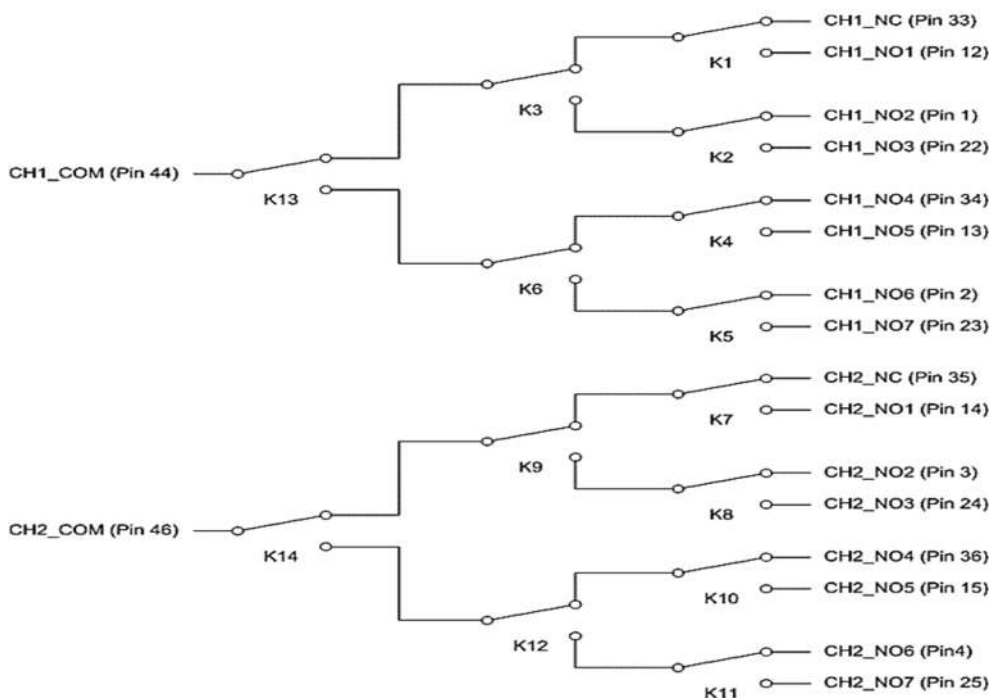 CH1_NC (Pin 33)
K1
CH1_NO1 (Pin 12)
K3
CH1_NO2 (Pin 1)
K2
CH1_NO3 (Pin 22)
CH1_COM (Pin 44)
K13
CH1_NO4 (Pin 34)
K4
CH1_NO5 (Pin 13)
K6
CH1_NO6 (Pin 2)
K5
CH1_NO7 (Pin 23)
CH2_NC (Pin 35)
K7
CH2_NO1 (Pin 14)
K9
CH2_NO2 (Pin 3)
K8
CH2_NO3 (Pin 24)
CH2_COM (Pin 46)
K14
CH2_NO4 (Pin 36)
K10
CH2_NO5 (Pin 15)
K12
CH2_NO6 (Pin4)
K11
CH2_NO7 (Pin 25)